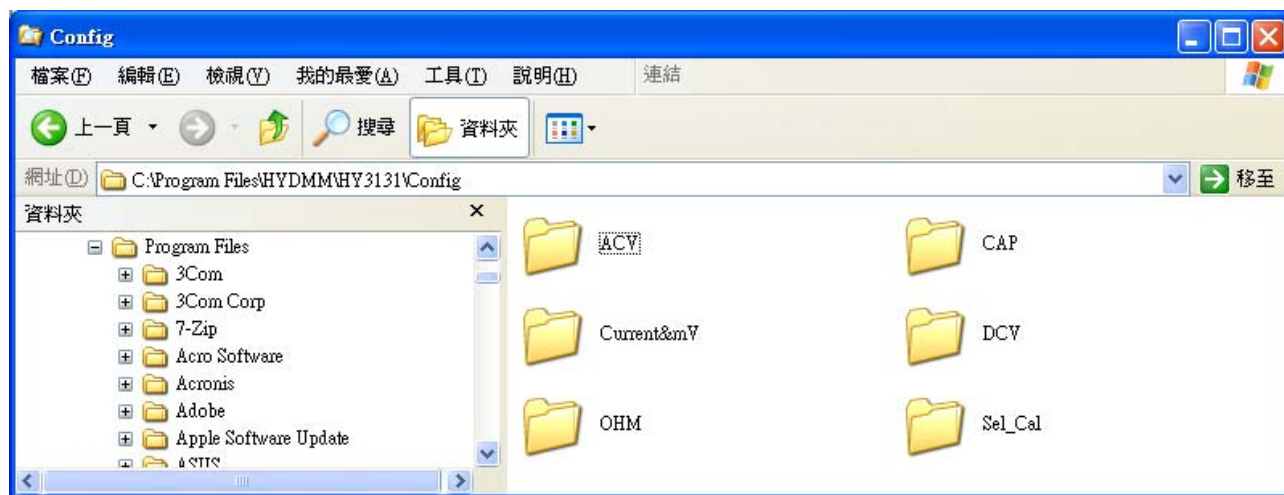 Config
檔案(F) 編輯(E) 檢視(V) 我的最愛(A) 工具(T) 說明(H) 連結
上一頁 搜尋 資料夾
網址(D) C:\Program Files\HYDMM\HY3131\Config 移至
資料夾
Program Files
3Com
3Com Corp
7-Zip
Acro Software
Acronis
Adobe
Apple Software Update
ASUS
ACV CAP
Current&mV DCV
OHM Sel_Cal